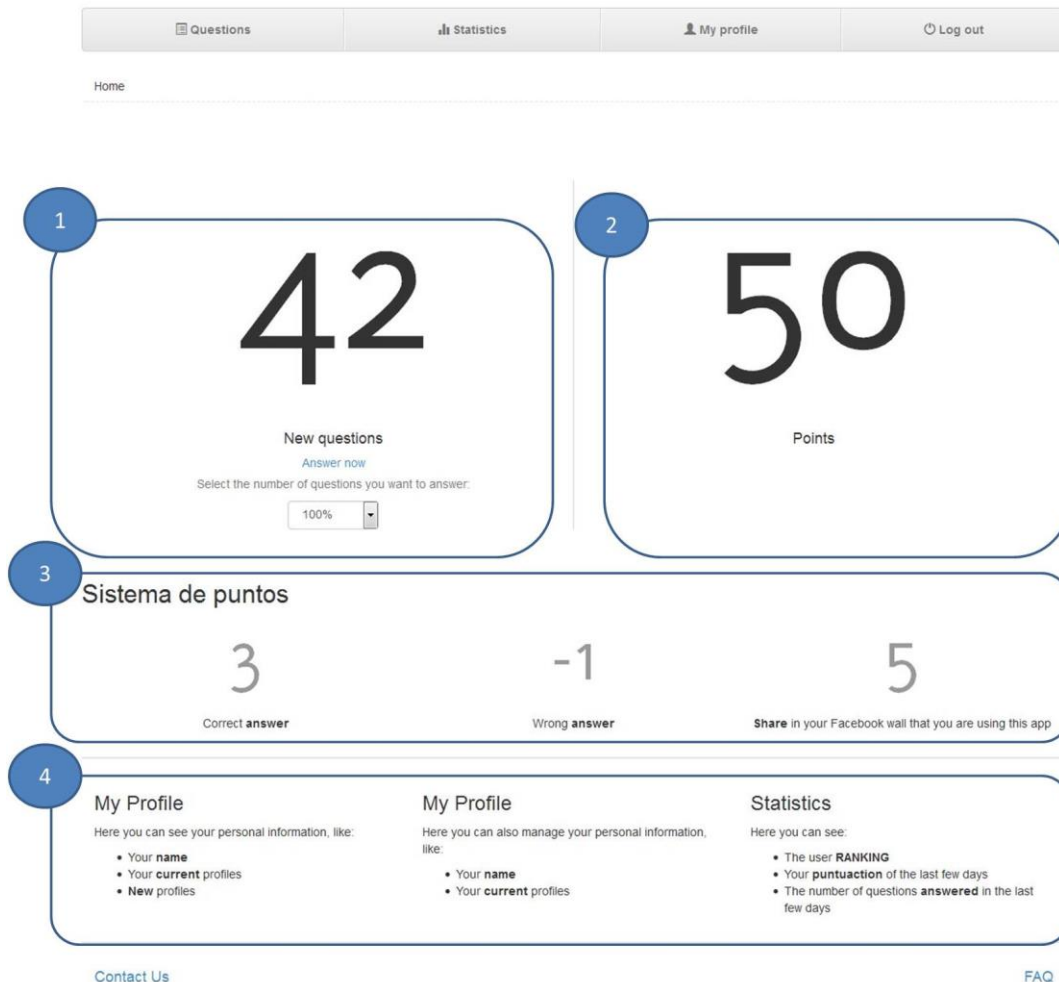 Questions Statistics My profile Log out
Home
1
42
New questions
Answer now
Select the number of questions you want to answer:
100%
2
50
Points
3
Sistema de puntos
3 -1 5
Correct answer Wrong answer Share in your Facebook wall that you are using this app
4
My Profile
Here you can see your personal information, like:
• Your name
• Your current profiles
• New profiles
My Profile
Here you can also manage your personal information,
like:
• Your name
• Your current profiles
Statistics
Here you can see:
• The user RANKING
• Your puntuaction of the last few days
• The number of questions answered in the last
few days
Contact Us FAQ